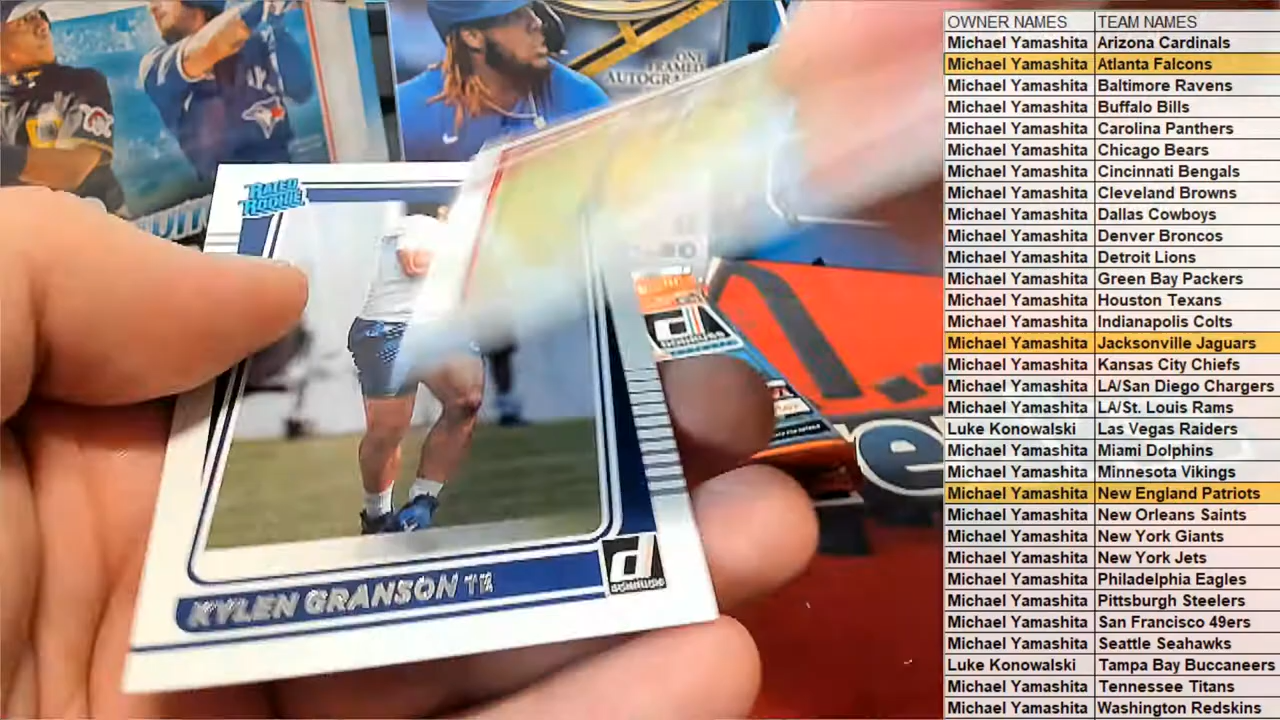 ONE
FRAMED
AUTOGRAPH
RATED
ROOKIE
KYLEN GRANSON TE
DONRUSS
DONRUSS
OWNER NAMES TEAM NAMES
Michael Yamashita Arizona Cardinals
Michael Yamashita Atlanta Falcons
Michael Yamashita Baltimore Ravens
Michael Yamashita Buffalo Bills
Michael Yamashita Carolina Panthers
Michael Yamashita Chicago Bears
Michael Yamashita Cincinnati Bengals
Michael Yamashita Cleveland Browns
Michael Yamashita Dallas Cowboys
Michael Yamashita Denver Broncos
Michael Yamashita Detroit Lions
Michael Yamashita Green Bay Packers
Michael Yamashita Houston Texans
Michael Yamashita Indianapolis Colts
Michael Yamashita Jacksonville Jaguars
Michael Yamashita Kansas City Chiefs
Michael Yamashita LA/San Diego Chargers
Michael Yamashita LA/St. Louis Rams
Luke Konowalski Las Vegas Raiders
Michael Yamashita Miami Dolphins
Michael Yamashita Minnesota Vikings
Michael Yamashita New England Patriots
Michael Yamashita New Orleans Saints
Michael Yamashita New York Giants
Michael Yamashita New York Jets
Michael Yamashita Philadelphia Eagles
Michael Yamashita Pittsburgh Steelers
Michael Yamashita San Francisco 49ers
Michael Yamashita Seattle Seahawks
Luke Konowalski Tampa Bay Buccaneers
Michael Yamashita Tennessee Titans
Michael Yamashita Washington Redskins